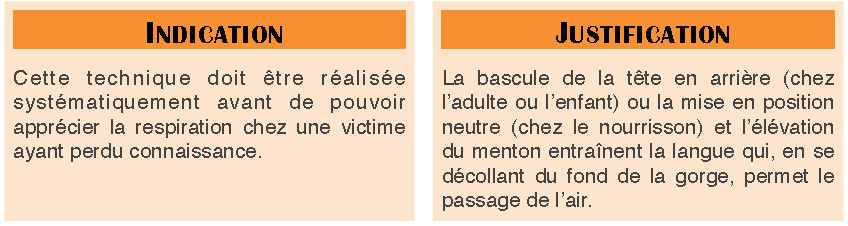 INDICATION
Cette technique doit être réalisée
systématiquement avant de pouvoir
apprécier la respiration chez une victime
ayant perdu connaissance.
JUSTIFICATION
La bascule de la tête en arrière (chez
l'adulte ou l'enfant) ou la mise en position
neutre (chez le nourrisson) et l'élévation
du menton entraînent la langue qui, en se
décollant du fond de la gorge, permet le
passage de l'air.